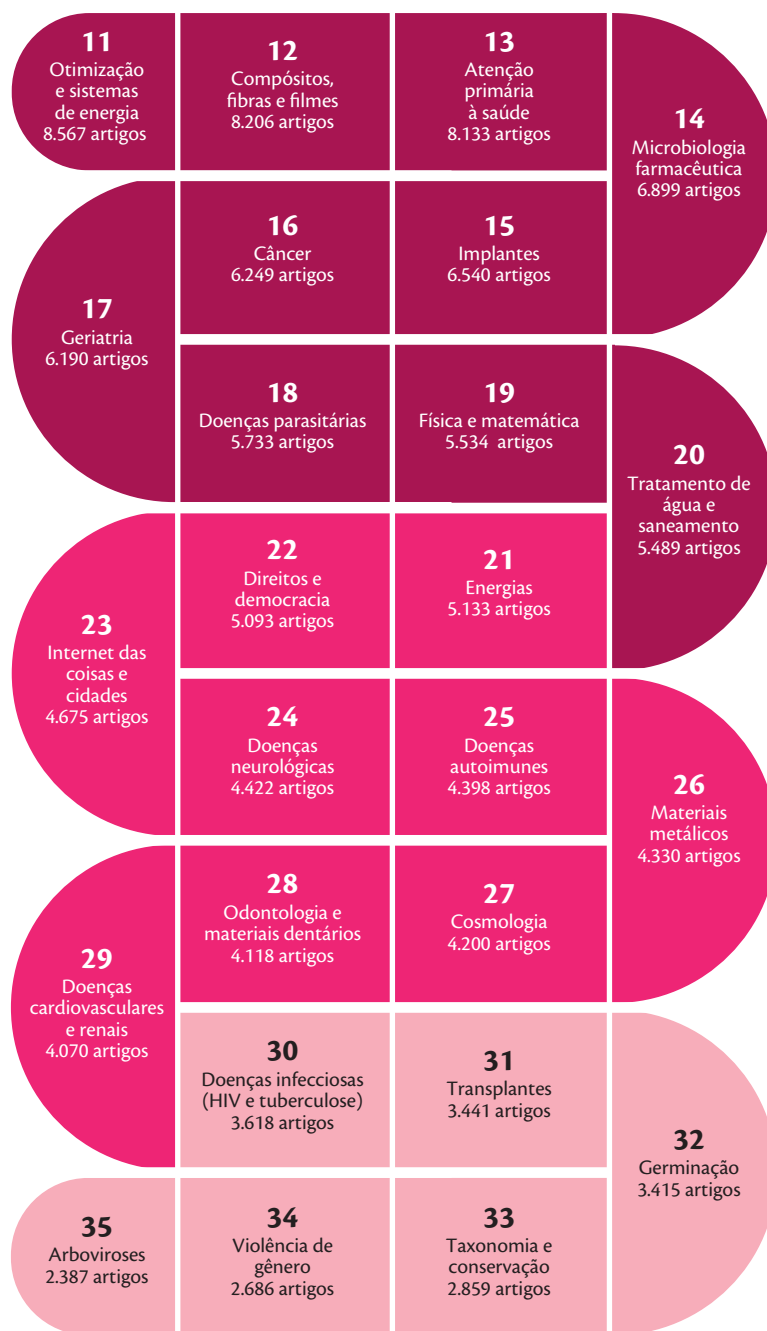 11
Otimização
e sistemas
de energia
8.567 artigos
12
Compósitos,
fibras e filmes
8.206 artigos
13
Atenção
primária
à saúde
8.133 artigos
14
Microbiologia
farmacêutica
6.899 artigos
15
Implantes
6.540 artigos
16
Câncer
6.249 artigos
17
Geriatria
6.190 artigos
18
Doenças parasitárias
5.733 artigos
19
Física e matemática
5.534 artigos
20
Tratamento de
água e
saneamento
5.489 artigos
21
Energias
5.133 artigos
22
Direitos e
democracia
5.093 artigos
23
Internet das
coisas e
cidades
4.675 artigos
24
Doenças
neurológicas
4.422 artigos
25
Doenças
autoimunes
4.398 artigos
26
Materiais
metálicos
4.330 artigos
27
Cosmologia
4.200 artigos
28
Odontologia e
materiais dentários
4.118 artigos
29
Doenças
cardiovasculares
e renais
4.070 artigos
30
Doenças infecciosas
(HIV e tuberculose)
3.618 artigos
31
Transplantes
3.441 artigos
32
Germinação
3.415 artigos
33
Taxonomia e
conservação
2.859 artigos
34
Violência de
gênero
2.686 artigos
35
Arboviroses
2.387 artigos